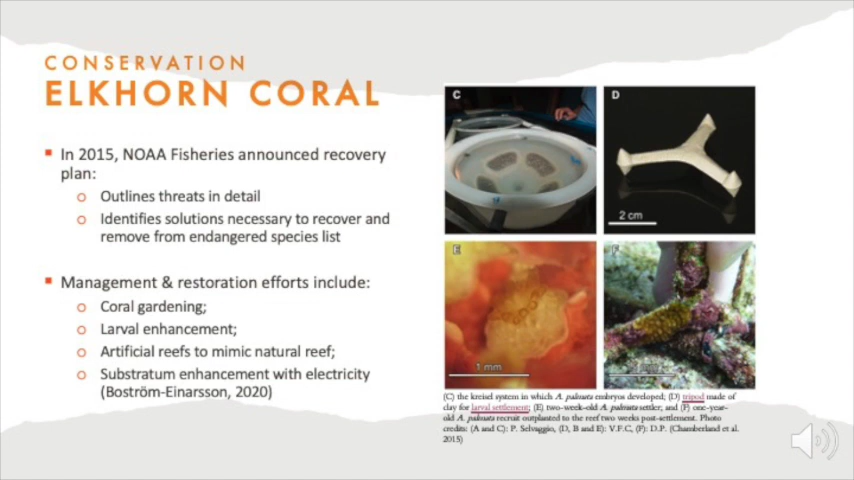 CONSERVATION
ELKHORN CORAL
▪ In 2015, NOAA Fisheries announced recovery
plan:
o Outlines threats in detail
o Identifies solutions necessary to recover and
remove from endangered species list
▪ Management & restoration efforts include:
o Coral gardening;
o Larval enhancement;
o Artificial reefs to mimic natural reef;
o Substratum enhancement with electricity
(Boström-Einarsson, 2020)
C
D
2 cm
E
1 mm
F
(C) the kreisel system in which A. palmata embryos developed; (D) tripod made of
clay for larval settlement; (E) two-week-old A. palmata settler; and (F) one-year-
old A. palmata recruit outplanted to the reef two weeks post-settlement. Photo
credits: (A and C): P. Selvaggio, (D, B and E): V.F.C, (F): D.P. (Chamberland et al.
2015)